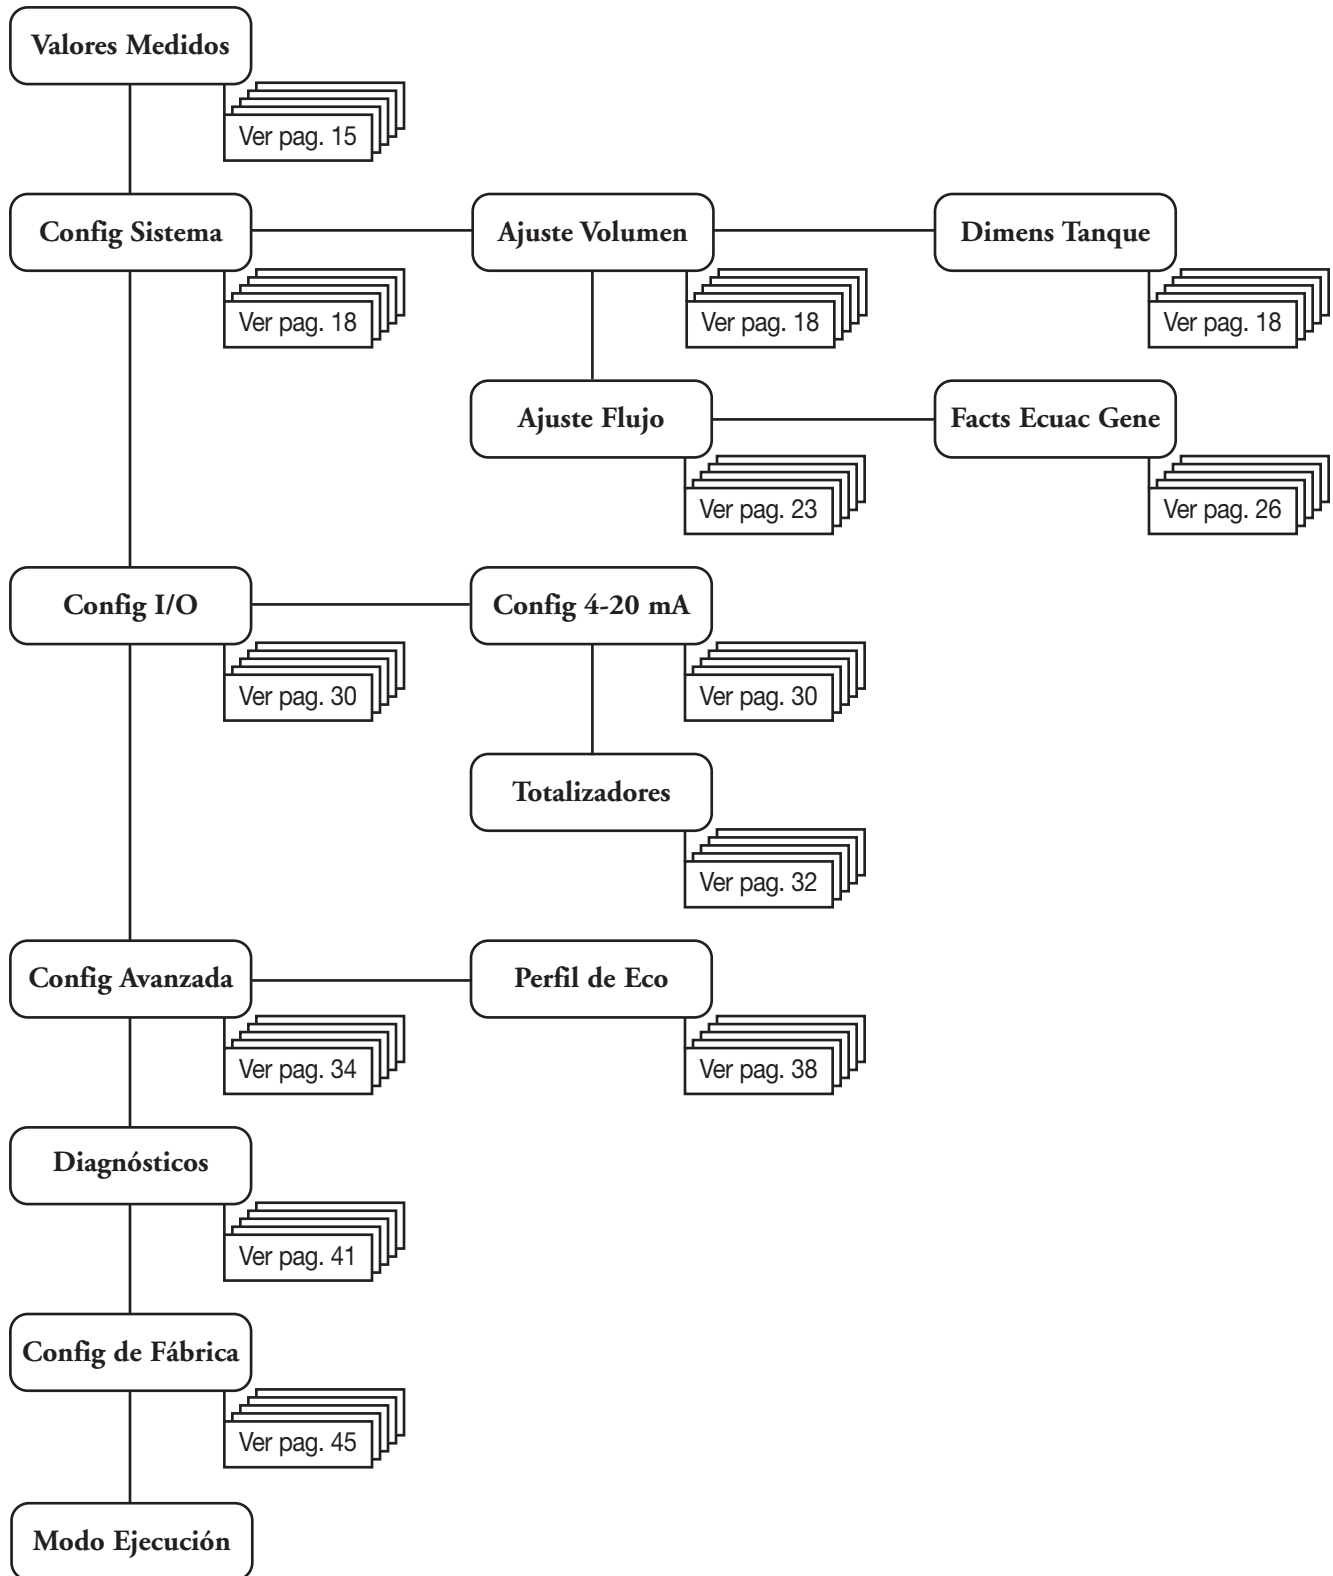 Valores Medidos
Ver pag. 15
Config Sistema
Ajuste Volumen
Dimens Tanque
Ver pag. 18
Ver pag. 18
Ver pag. 18
Ajuste Flujo
Facts Ecuac Gene
Ver pag. 23
Ver pag. 26
Config I/O
Config 4-20 mA
Ver pag. 30
Ver pag. 30
Totalizadores
Ver pag. 32
Config Avanzada
Perfil de Eco
Ver pag. 34
Ver pag. 38
Diagnósticos
Ver pag. 41
Config de Fábrica
Ver pag. 45
Modo Ejecución